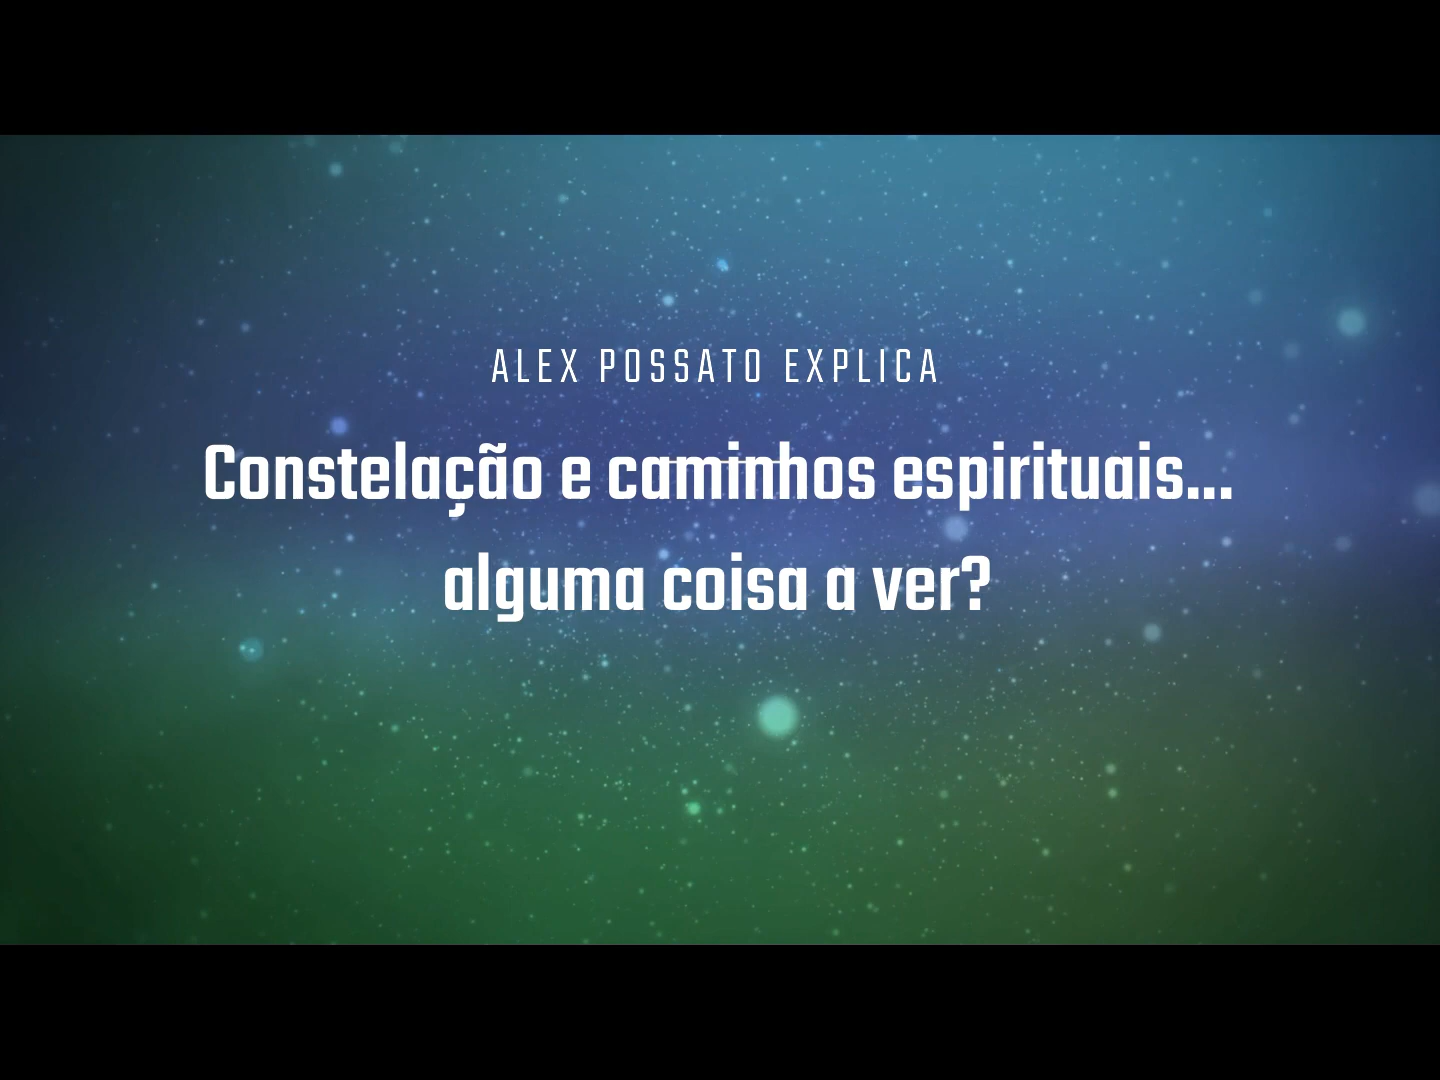 ALEX POSSATO EXPLICA
Constelação e caminhos espirituais...
alguma coisa a ver?